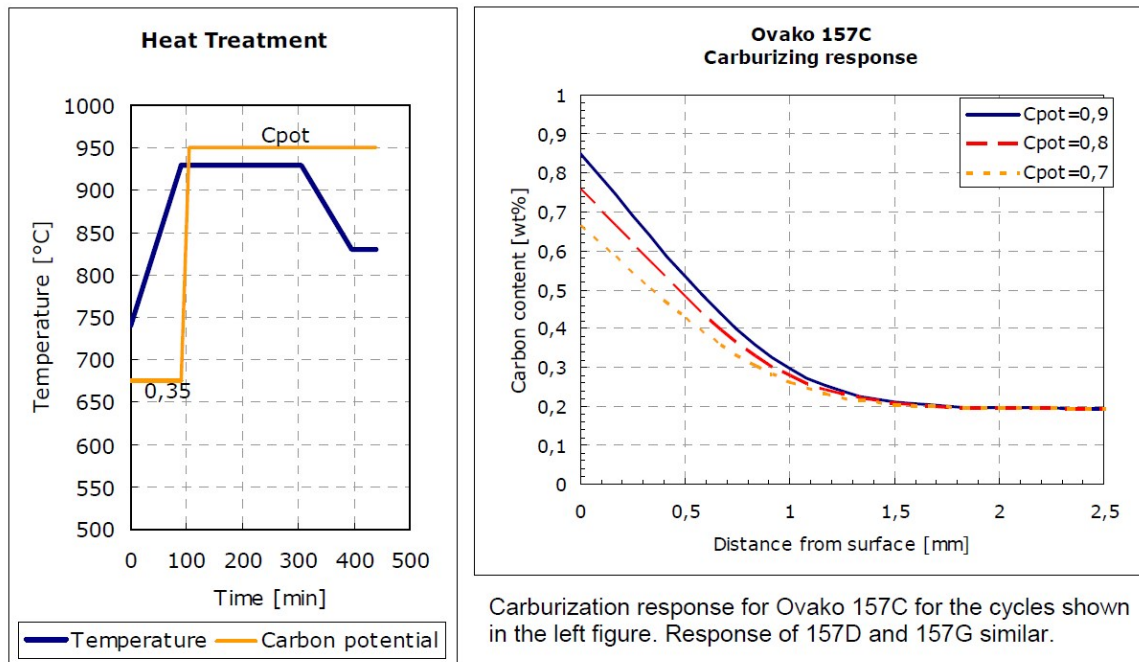 Heat Treatment
1000
950
900
850
800
750
700
650
600
550
500
Temperature [°C]
Cpot
0,35
0 100 200 300 400 500
Time [min]
Temperature
Carbon potential
Ovako 157C
Carburizing response
1
0,9
0,8
0,7
0,6
0,5
0,4
0,3
0,2
0,1
0
Carbon content [wt%]
Cpot=0,9
Cpot=0,8
Cpot=0,7
0 0,5 1 1,5 2 2,5
Distance from surface [mm]
Carburization response for Ovako 157C for the cycles shown
in the left figure. Response of 157D and 157G similar.